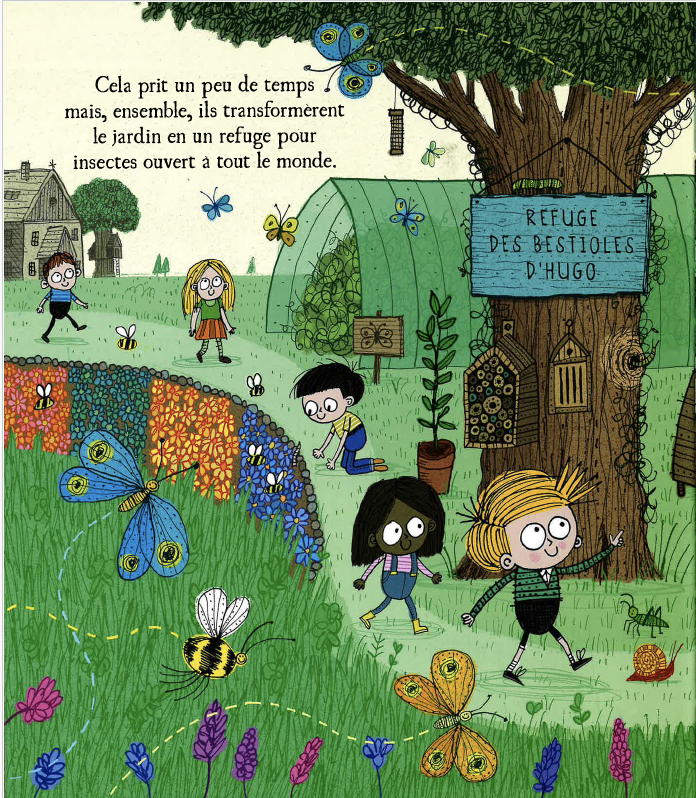 Cela prit un peu de temps
mais, ensemble, ils transformèrent
le jardin en un refuge pour
insectes ouvert à tout le monde.
REFUGE
DES BESTIOLES
D'HUGO